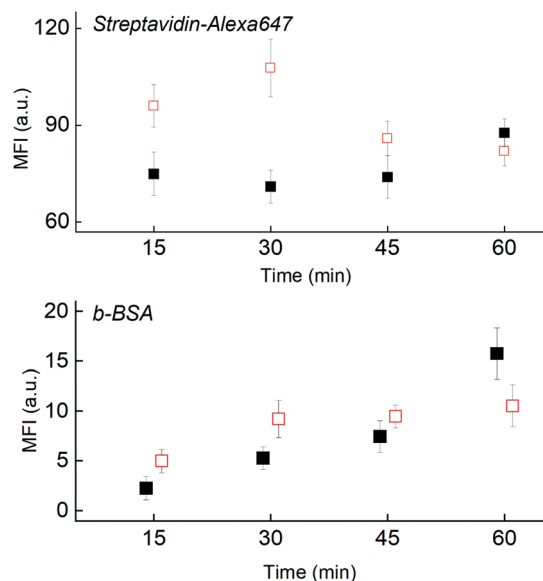 Streptavidin-Alexa647
120
90
60
MFI (a.u.)
15 30 45 60
Time (min)
b-BSA
20
15
10
5
0
MFI (a.u.)
15 30 45 60
Time (min)